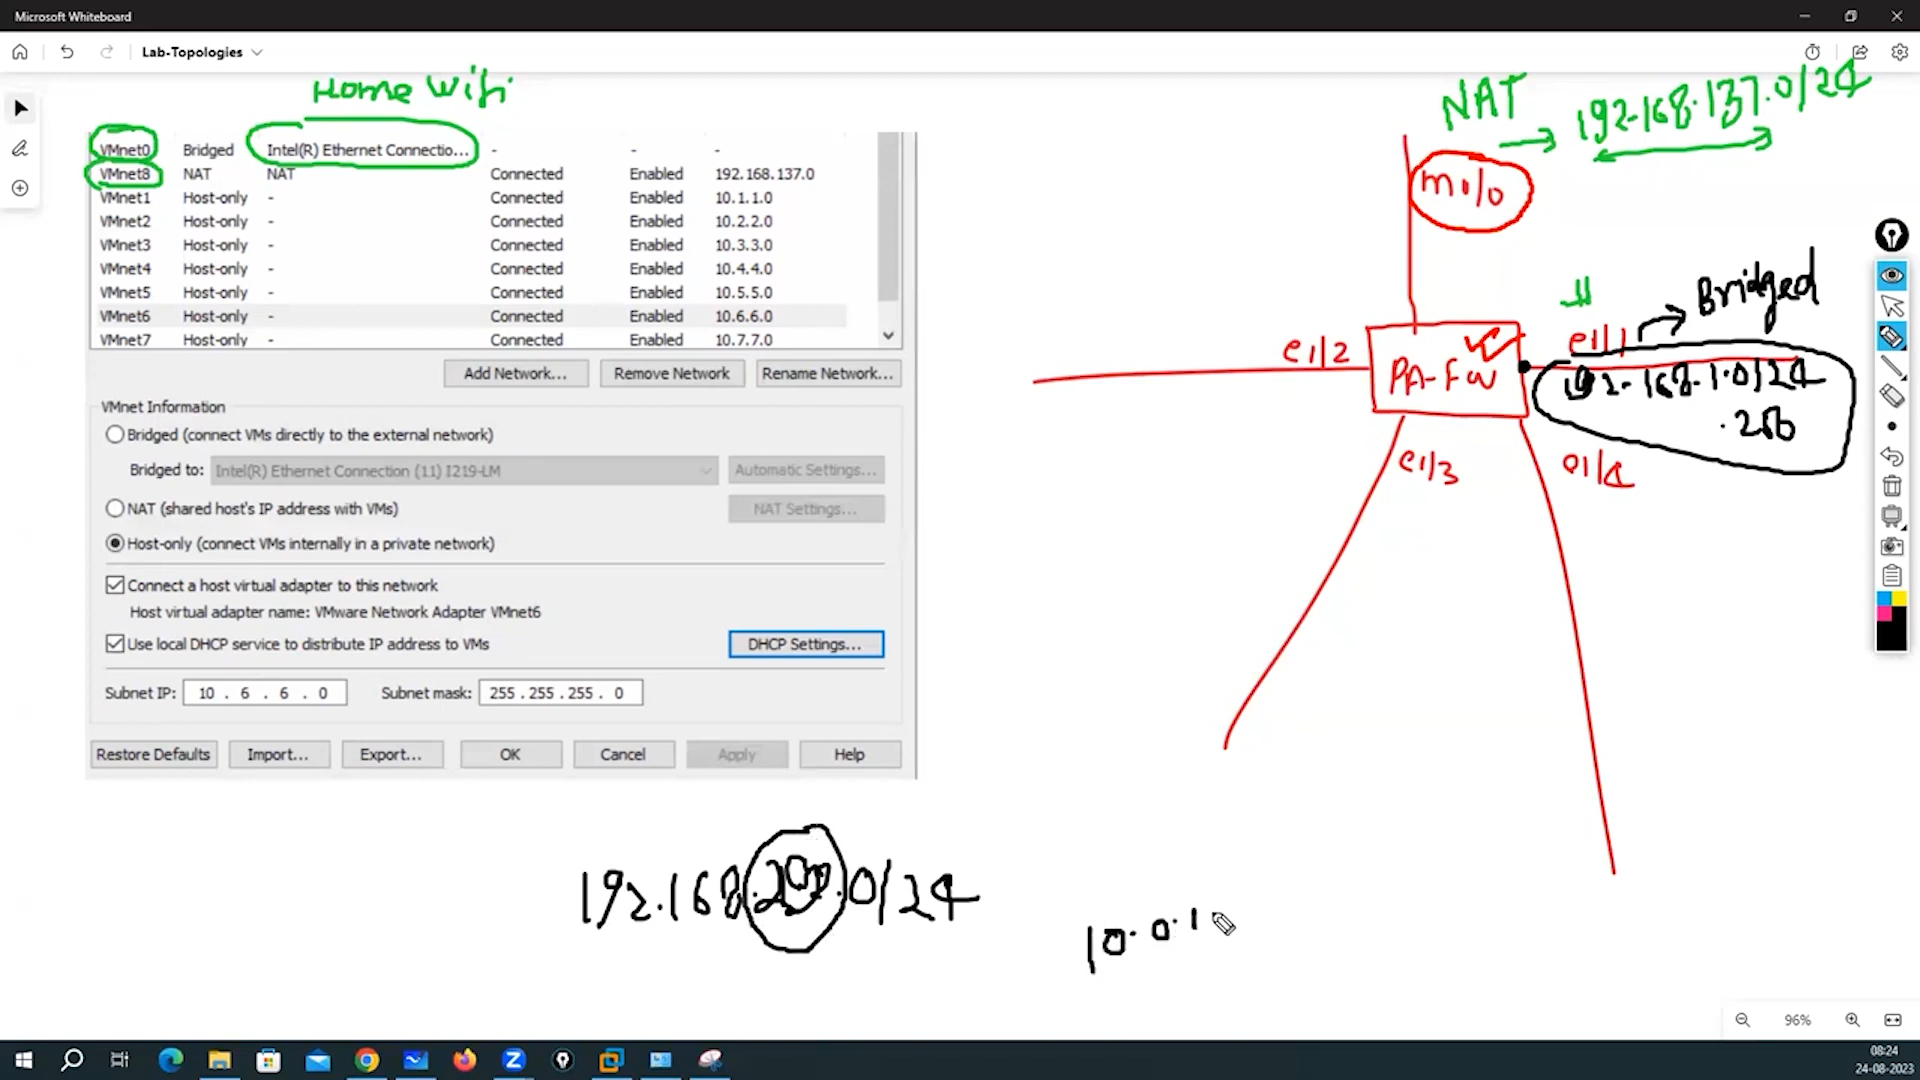 Microsoft Whiteboard
Lab-Topologies
Home Wifi
VMnet0 Bridged Intel(R) Ethernet Connectio... - - -
VMnet8 NAT NAT Connected Enabled 192.168.137.0
VMnet1 Host-only - Connected Enabled 10.1.1.0
VMnet2 Host-only - Connected Enabled 10.2.2.0
VMnet3 Host-only - Connected Enabled 10.3.3.0
VMnet4 Host-only - Connected Enabled 10.4.4.0
VMnet5 Host-only - Connected Enabled 10.5.5.0
VMnet6 Host-only - Connected Enabled 10.6.6.0
VMnet7 Host-only - Connected Enabled 10.7.7.0
Add Network... Remove Network Rename Network...
VMnet Information
Bridged (connect VMs directly to the external network)
Bridged to: Intel(R) Ethernet Connection (11) I219-LM Automatic Settings...
NAT (shared host's IP address with VMs) NAT Settings...
Host-only (connect VMs internally in a private network)
Connect a host virtual adapter to this network
Host virtual adapter name: VMware Network Adapter VMnet6
Use local DHCP service to distribute IP address to VMs DHCP Settings...
Subnet IP: 10 . 6 . 6 . 0 Subnet mask: 255 . 255 . 255 . 0
Restore Defaults Import... Export... OK Cancel Apply Help
NAT → 192.168.137.0/24
m0/0
Bridged
e1/2
e1/1
PA-FW
192.168.1.0/24
e1/3
e1/4
192.168. .0/24
10.0.1
96%
08:24
24-08-2023